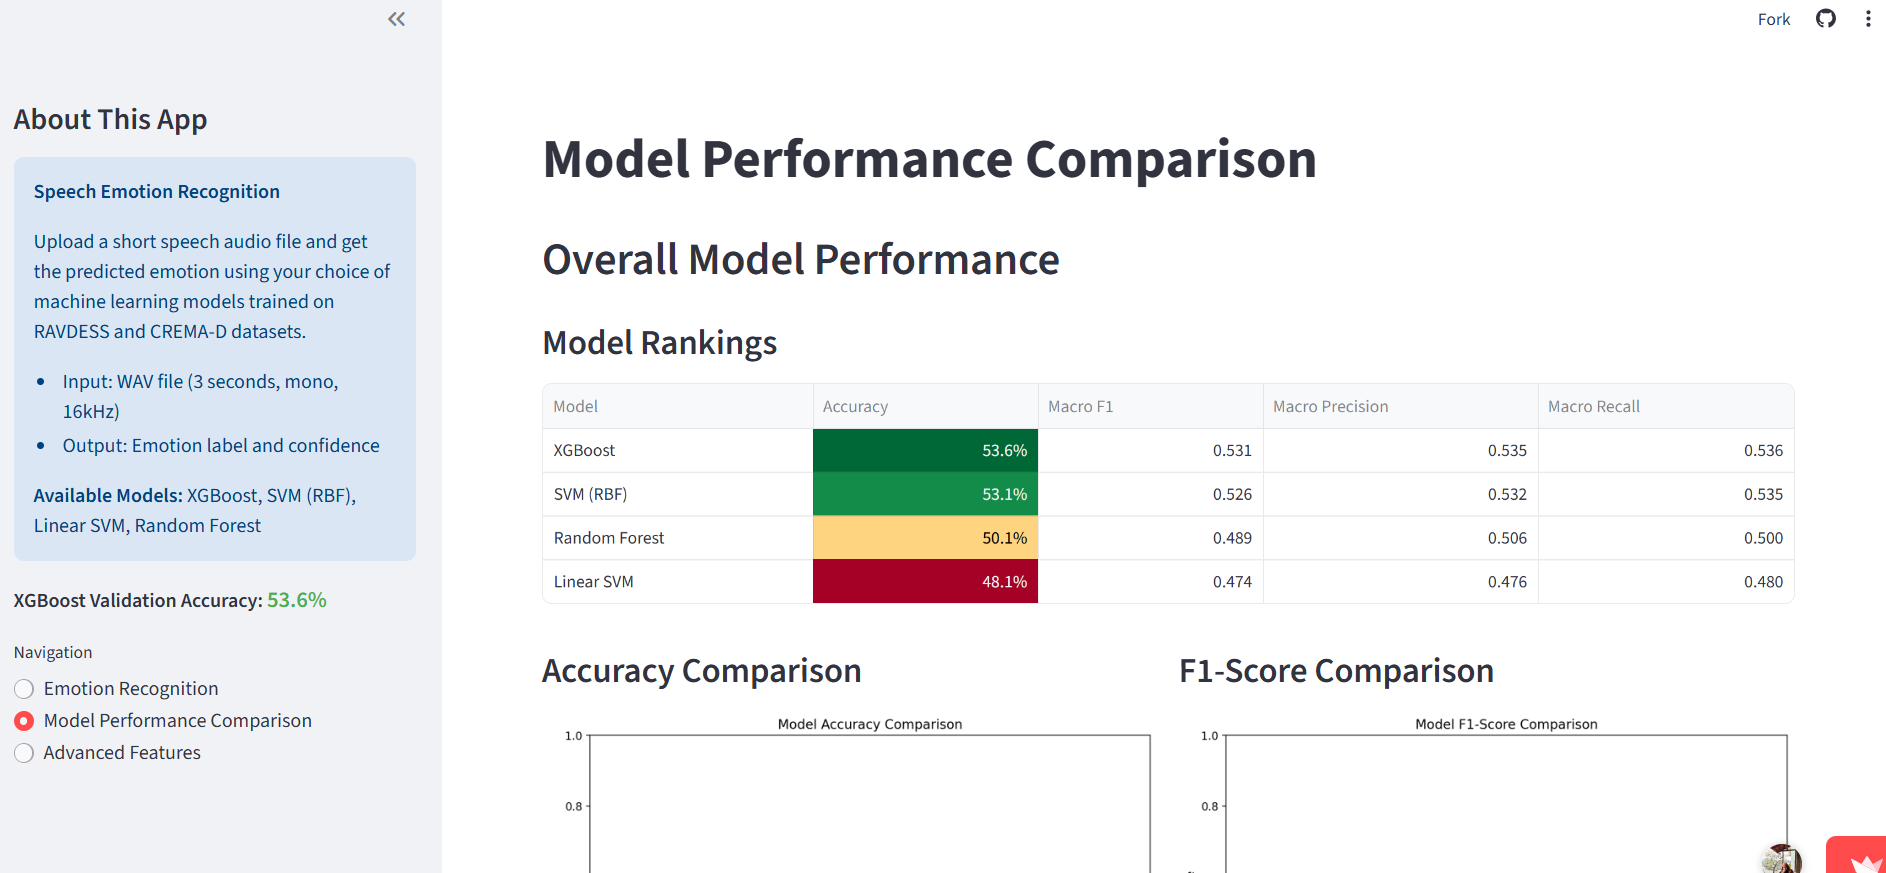 Fork
About This App
Speech Emotion Recognition
Upload a short speech audio file and get
the predicted emotion using your choice of
machine learning models trained on
RAVDESS and CREMA-D datasets.
Input: WAV file (3 seconds, mono,
16kHz)
Output: Emotion label and confidence
Available Models: XGBoost, SVM (RBF),
Linear SVM, Random Forest
XGBoost Validation Accuracy: 53.6%
Navigation
Emotion Recognition
Model Performance Comparison
Advanced Features
Model Performance Comparison
Overall Model Performance
Model Rankings
Model Accuracy Macro F1 Macro Precision Macro Recall
XGBoost 53.6% 0.531 0.535 0.536
SVM (RBF) 53.1% 0.526 0.532 0.535
Random Forest 50.1% 0.489 0.506 0.500
Linear SVM 48.1% 0.474 0.476 0.480
Accuracy Comparison
Model Accuracy Comparison
1.0
0.8
F1-Score Comparison
Model F1-Score Comparison
1.0
0.8